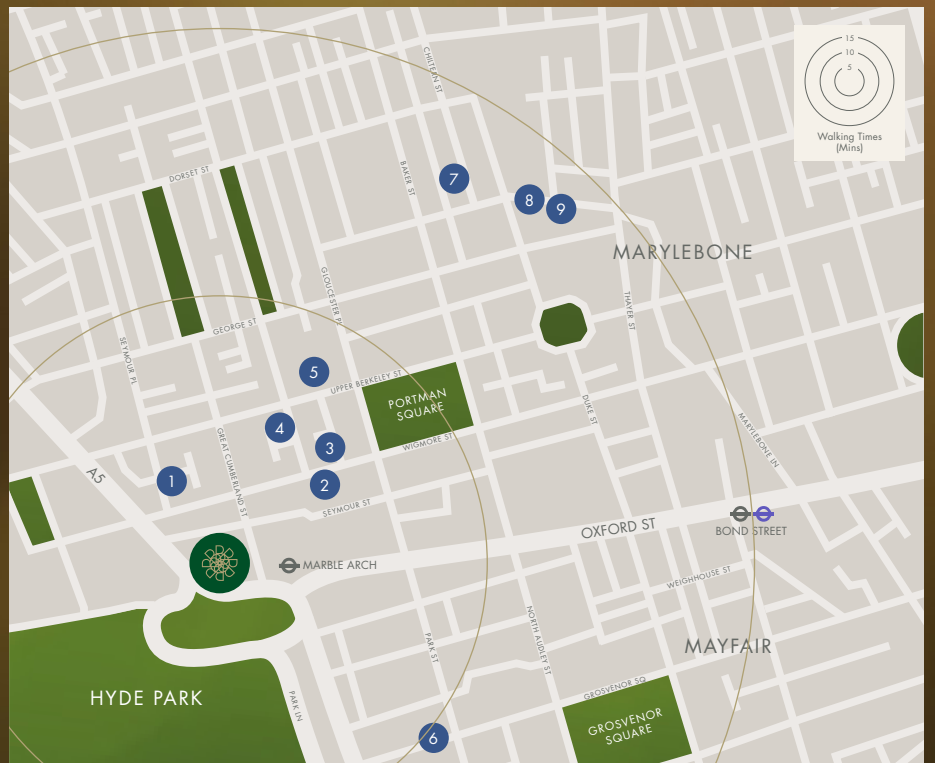 15
10
5
Walking Times
(Mins)
CHILTERN ST
BAKER ST
DORSET ST
7
8
9
MARYLEBONE
GLOUCESTER PL
THAYER ST
GEORGE ST
SEYMOUR PL
5
UPPER BERKELEY ST
PORTMAN
SQUARE
DUKE ST
MARYLEBONE LN
4
3
WIGMORE ST
GREAT CUMBERLAND ST
A5
1
2
SEYMOUR ST
OXFORD ST
BOND STREET
MARBLE ARCH
WEIGHHOUSE ST
NORTH AUDLEY ST
PARK ST
MAYFAIR
HYDE PARK
PARK LN
GROSVENOR SQ
GROSVENOR
SQUARE
6